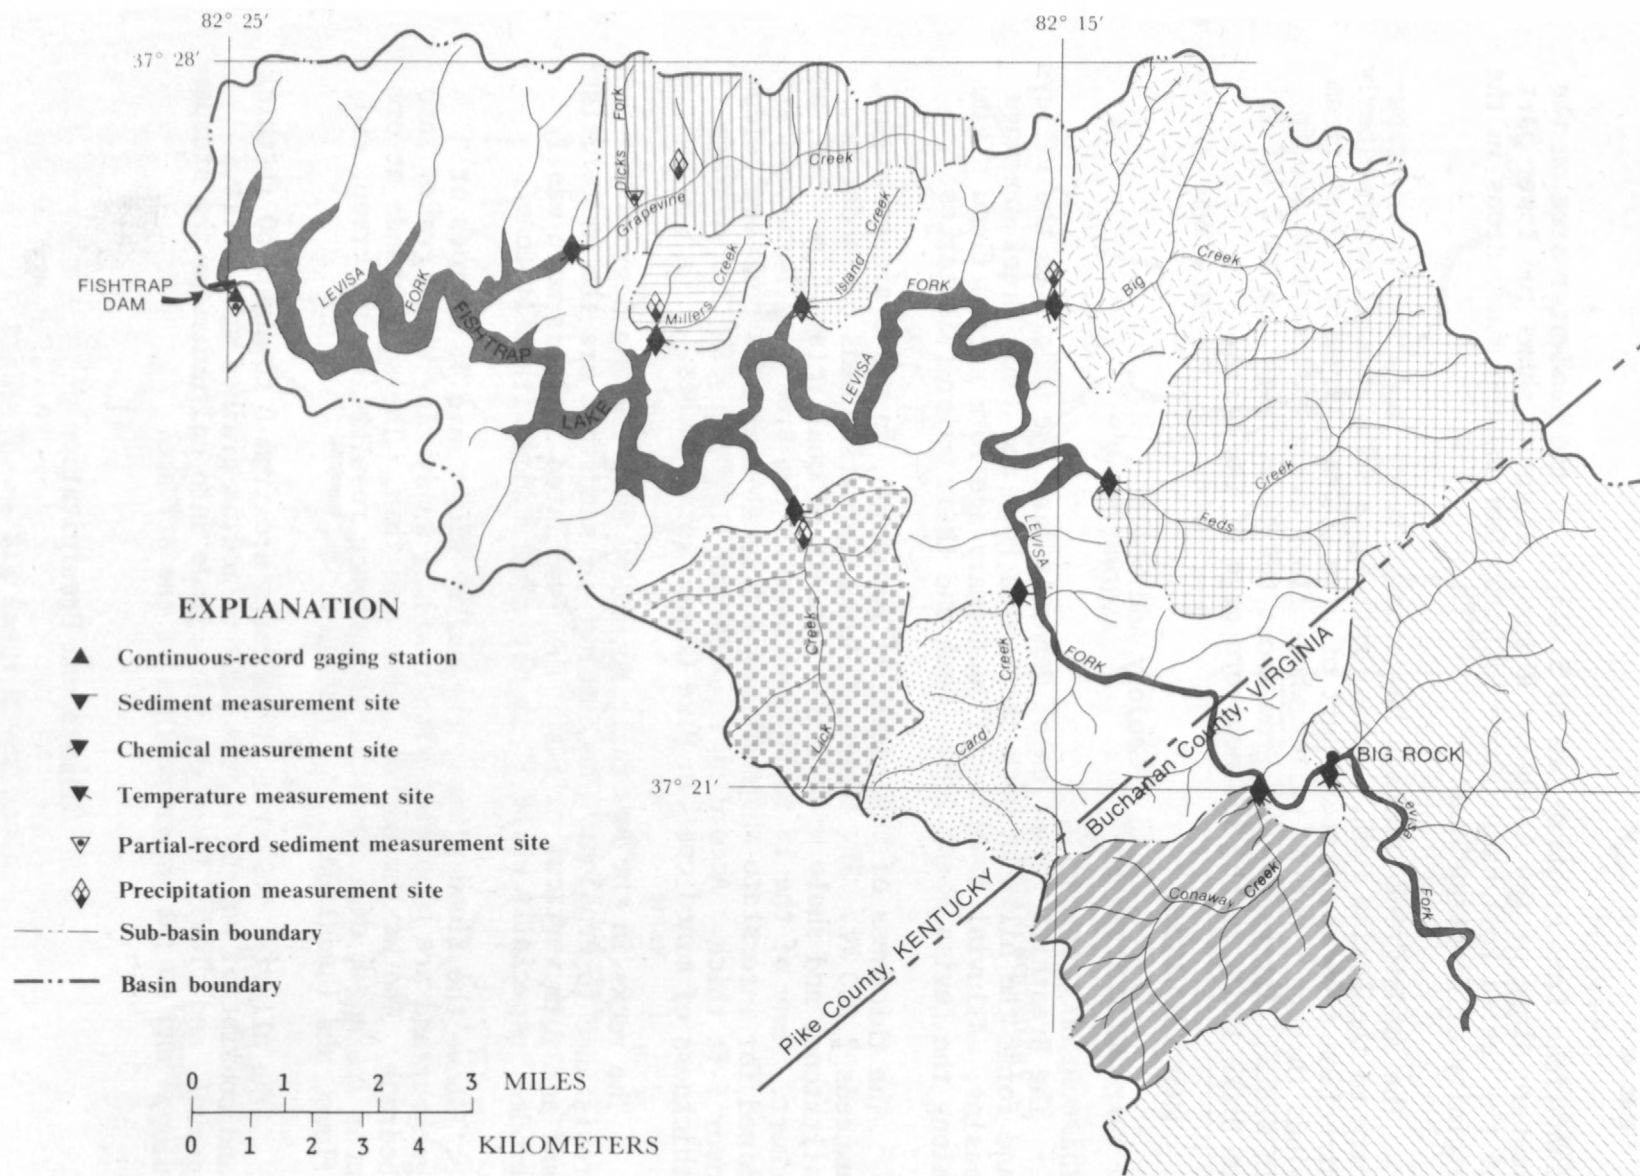 82° 25′
82° 15′
37° 28′
Dicks Fork
Creek
Grapevine
Creek
Millers
Creek
Island
FISHTRAP
DAM
LEVISA
FORK
FISHTRAP
LAKE
LEVISA
FORK
Big
Creek
Creek
Feds
LEVISA
FORK
Creek
Lick
Creek
Card
EXPLANATION
Continuous-record gaging station
Sediment measurement site
Chemical measurement site
Temperature measurement site
Partial-record sediment measurement site
Precipitation measurement site
Sub-basin boundary
Basin boundary
37° 21′
Buchanan County, VIRGINIA
Pike County, KENTUCKY
BIG ROCK
Levisa
Fork
Conaway Creek
0 1 2 3 MILES
0 1 2 3 4 KILOMETERS